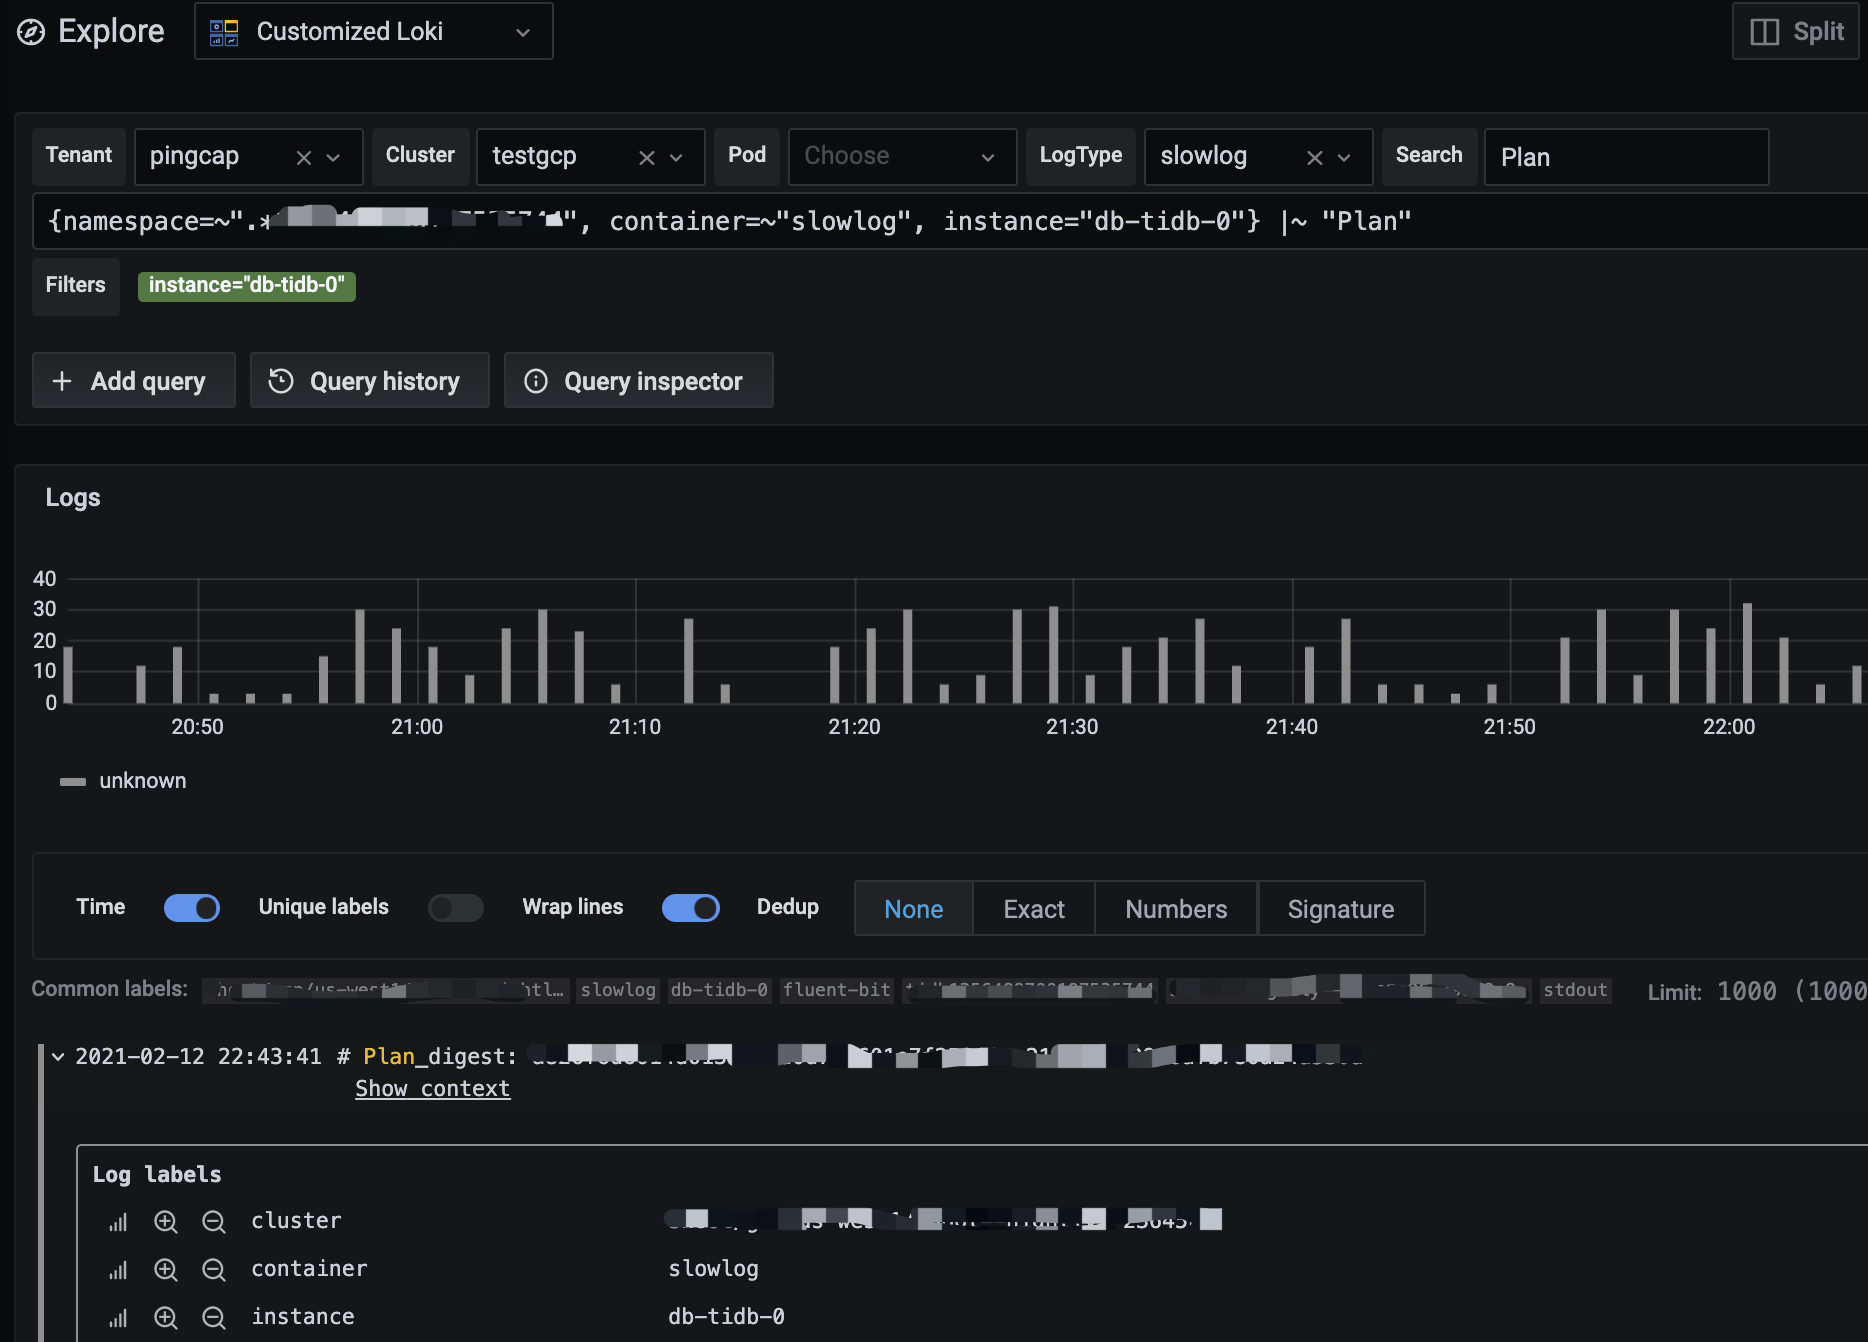 Explore Customized Loki Split
Tenant pingcap Cluster testgcp Pod Choose LogType slowlog Search Plan
{namespace=~".* ", container=~"slowlog", instance="db-tidb-0"} |~ "Plan"
Filters instance="db-tidb-0"
+ Add query Query history Query inspector
Logs
40
30
20
10
0
20:50 21:00 21:10 21:20 21:30 21:40 21:50 22:00
unknown
Time Unique labels Wrap lines Dedup None Exact Numbers Signature
Common labels: slowlog db-tidb-0 fluent-bit stdout Limit: 1000 (1000
2021-02-12 22:43:41 # Plan_digest:
Show context
Log labels
cluster
container slowlog
instance db-tidb-0